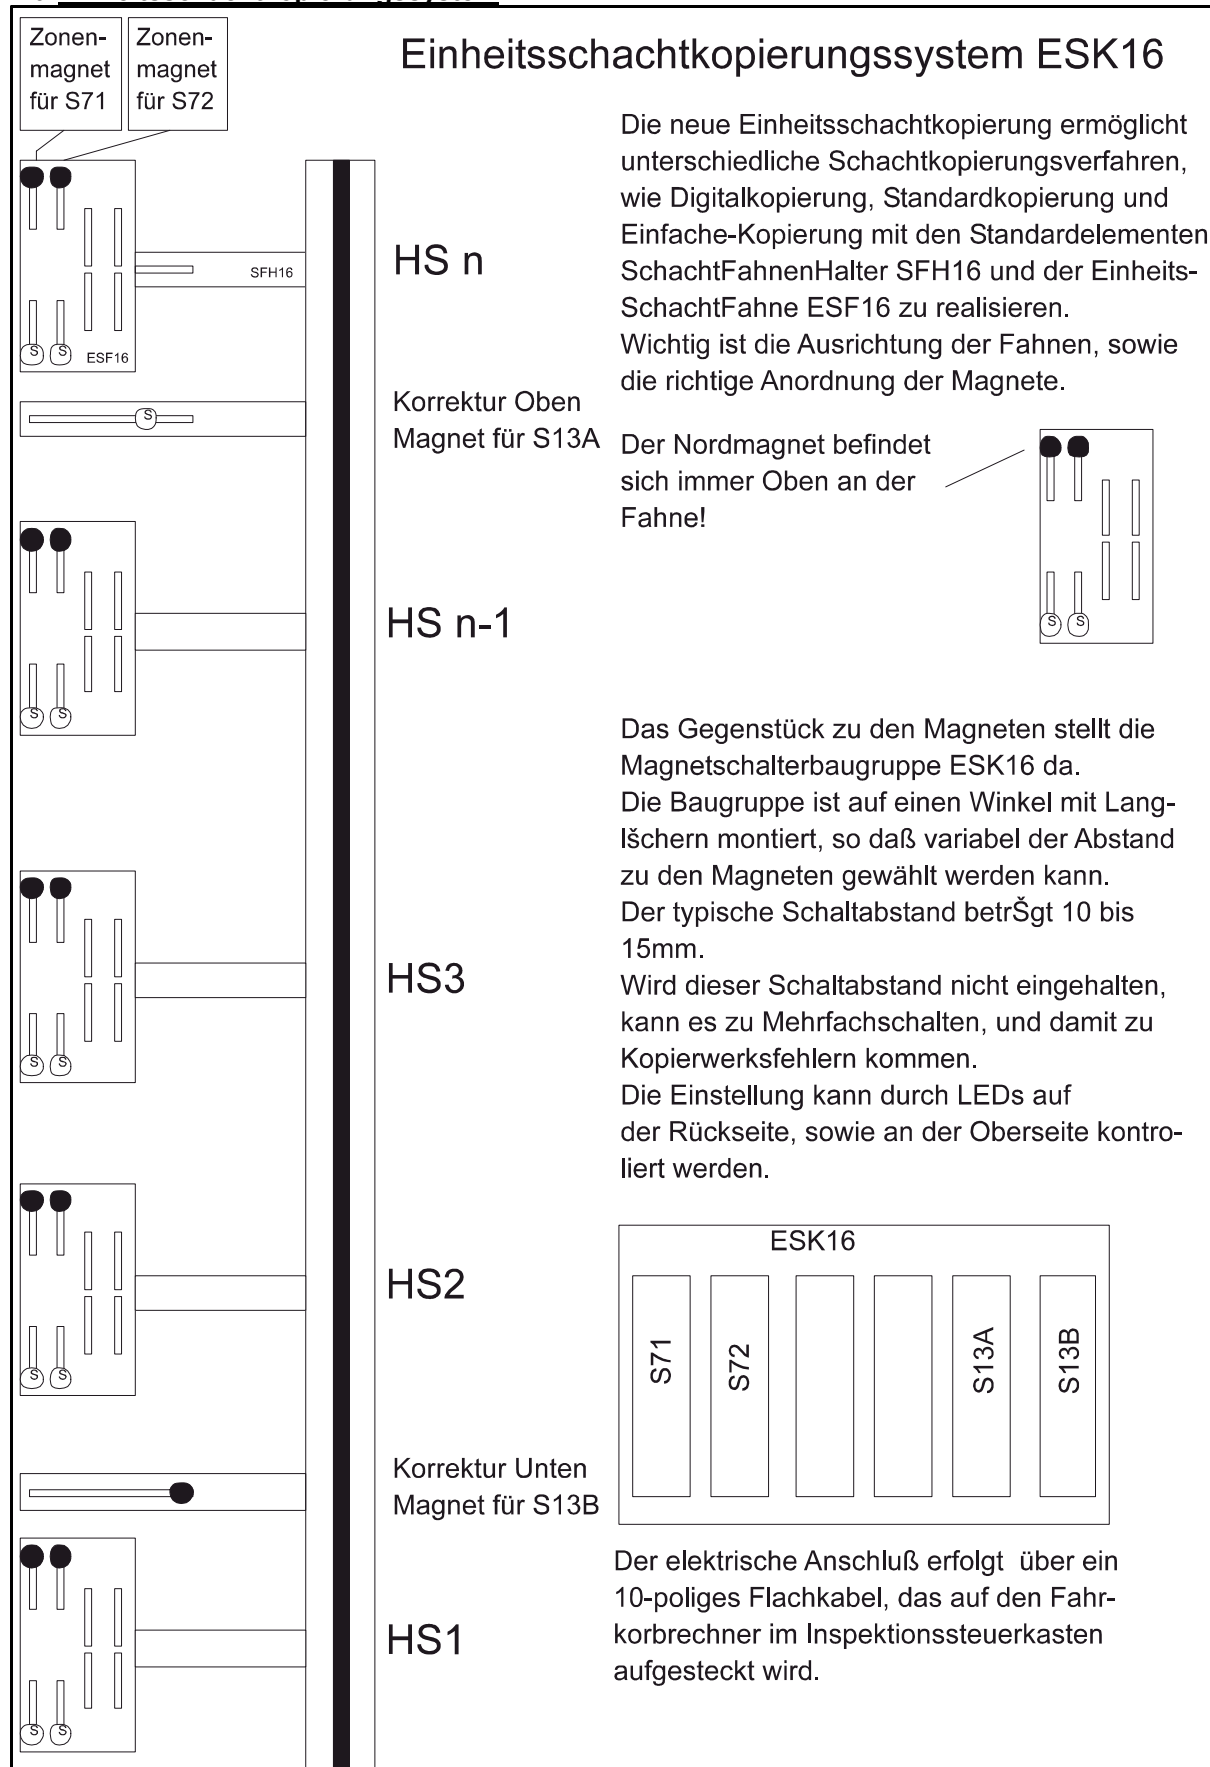 Zonen-
magnet
für S71
Zonen-
magnet
für S72
Einheitsschachtkopierungssystem ESK16
Die neue Einheitsschachtkopierung ermöglicht
unterschiedliche Schachtkopierungsverfahren,
wie Digitalkopierung, Standardkopierung und
Einfache-Kopierung mit den Standardelementen
SchachtFahnenHalter SFH16 und der Einheits-
SchachtFahne ESF16 zu realisieren.
Wichtig ist die Ausrichtung der Fahnen, sowie
die richtige Anordnung der Magnete.
HS n
SFH16
S
S
ESF16
Korrektur Oben
Magnet für S13A
S
Der Nordmagnet befindet
sich immer Oben an der
Fahne!
S
S
HS n-1
S
S
Das Gegenstück zu den Magneten stellt die
Magnetschalterbaugruppe ESK16 da.
Die Baugruppe ist auf einen Winkel mit Lang-
lšchern montiert, so daß variabel der Abstand
zu den Magneten gewählt werden kann.
Der typische Schaltabstand betrŠgt 10 bis
15mm.
Wird dieser Schaltabstand nicht eingehalten,
kann es zu Mehrfachschalten, und damit zu
Kopierwerksfehlern kommen.
Die Einstellung kann durch LEDs auf
der Rückseite, sowie an der Oberseite kontro-
liert werden.
HS3
S
S
HS2
S
S
ESK16
S71
S72
S13A
S13B
Korrektur Unten
Magnet für S13B
Der elektrische Anschluß erfolgt über ein
10-poliges Flachkabel, das auf den Fahr-
korbrechner im Inspektionssteuerkasten
aufgesteckt wird.
HS1
S
S